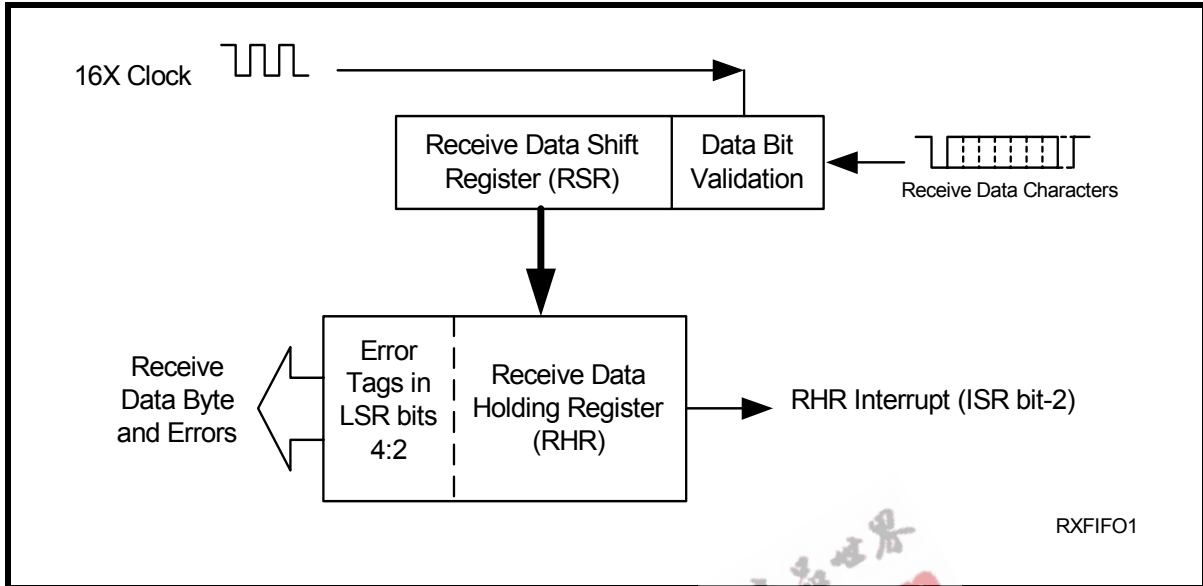 16X Clock
Receive Data Shift
Register (RSR)
Data Bit
Validation
Receive Data Characters
Receive
Data Byte
and Errors
Error
Tags in
LSR bits
4:2
Receive Data
Holding Register
(RHR)
RHR Interrupt (ISR bit-2)
RXFIFO1